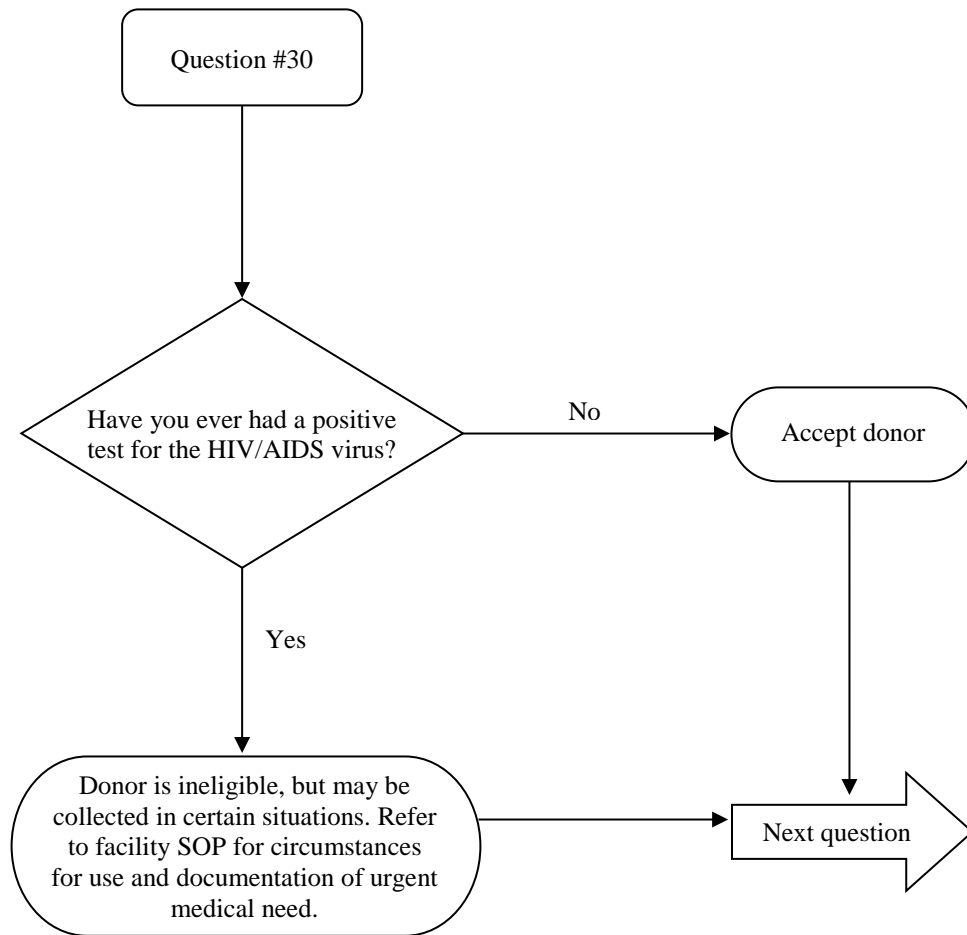 Question #30
Have you ever had a positive
test for the HIV/AIDS virus?
No
Accept donor
Yes
Donor is ineligible, but may be
collected in certain situations. Refer
to facility SOP for circumstances
for use and documentation of urgent
medical need.
Next question